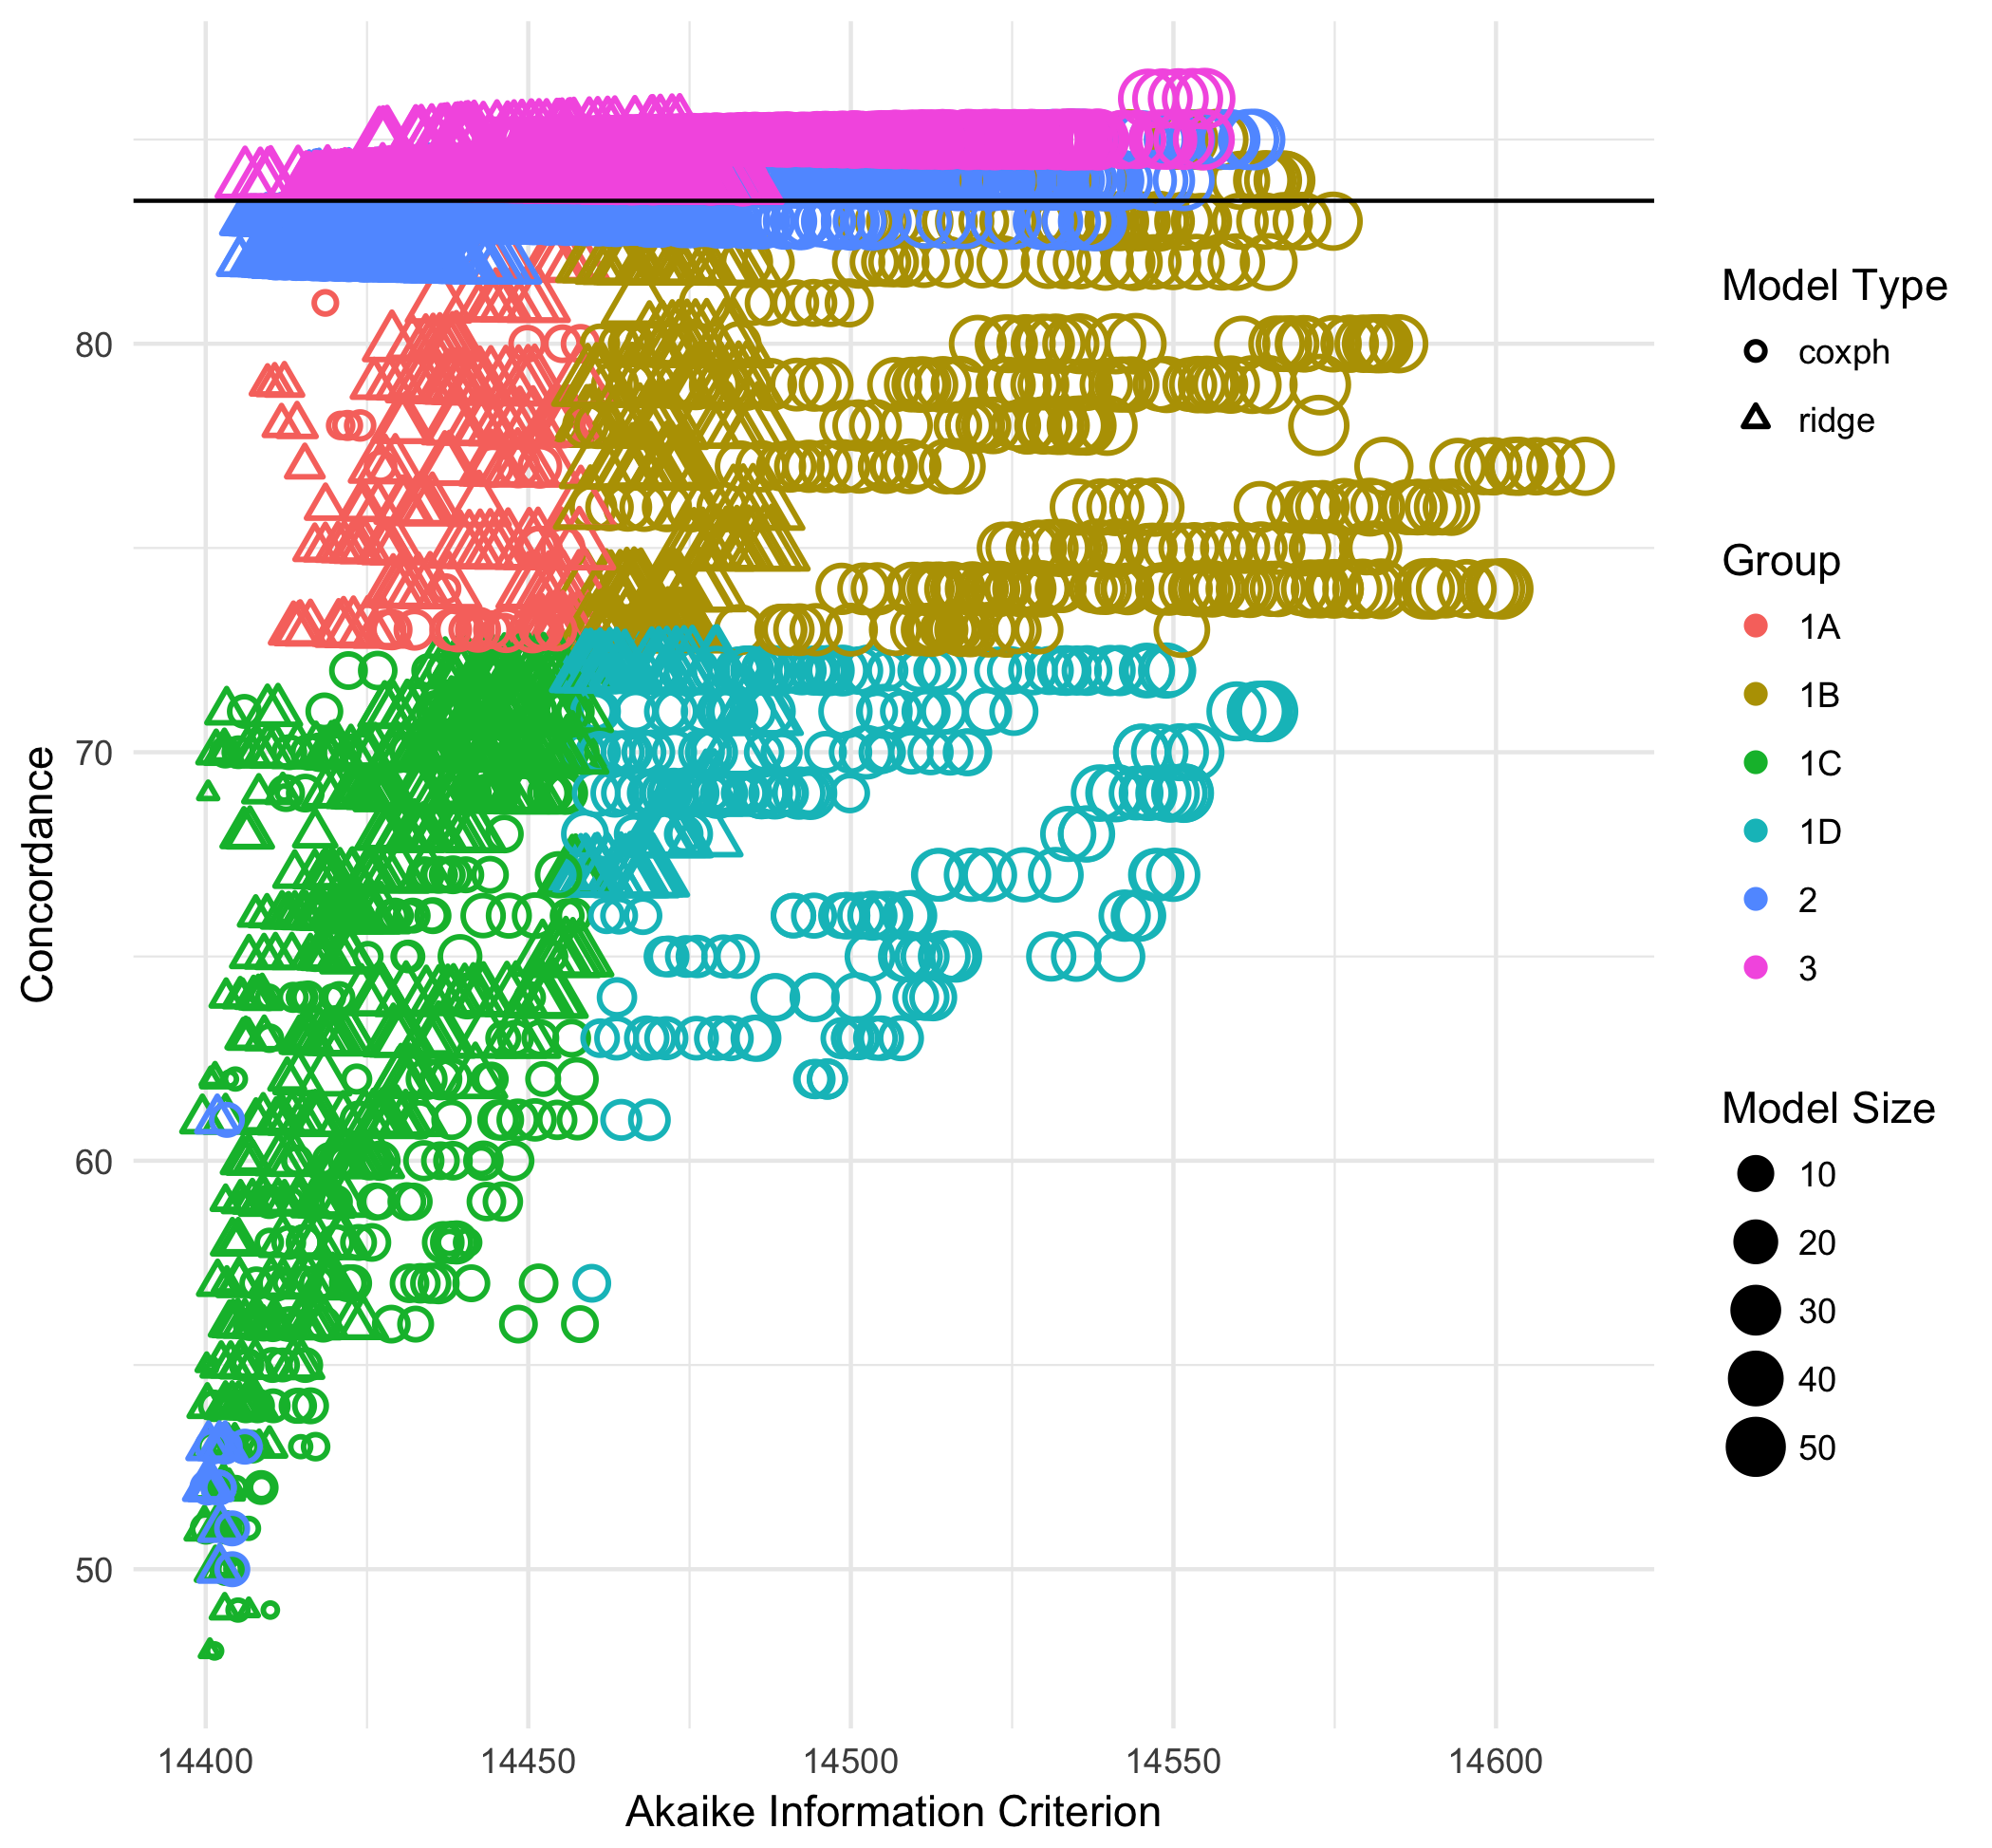 Concordance
80
70
60
50
14400
14450
14500
14550
14600
Akaike Information Criterion
Model Type
coxph
ridge
Group
1A
1B
1C
1D
2
3
Model Size
10
20
30
40
50